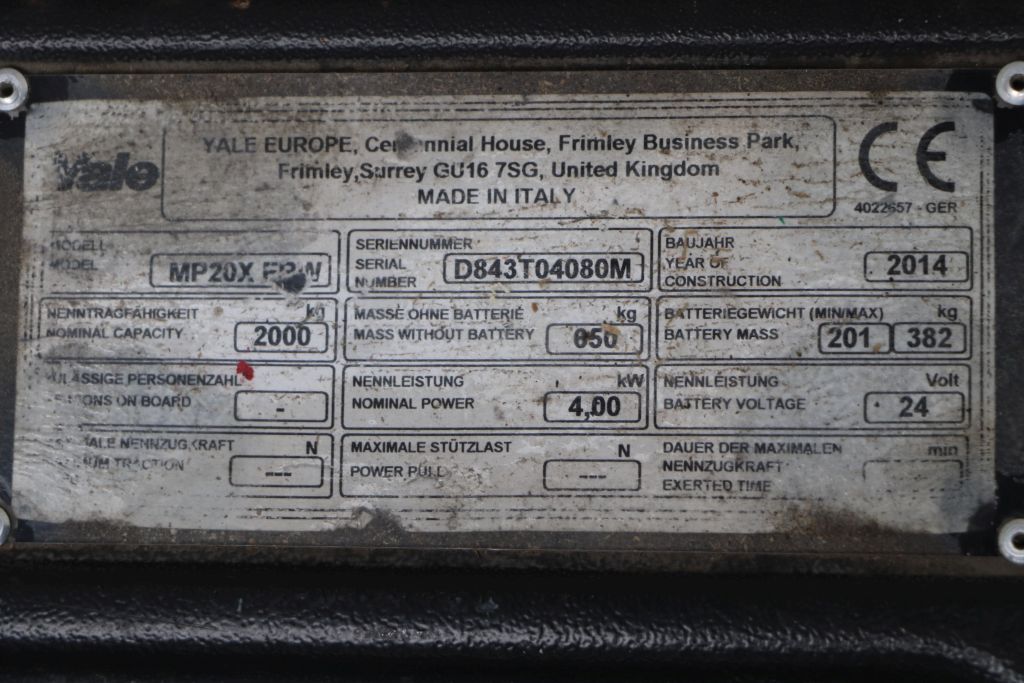 Yale
YALE EUROPE, Centennial House, Frimley Business Park,
Frimley,Surrey GU16 7SG, United Kingdom
MADE IN ITALY
CE
4022657 - GER
MODELL
MODEL
MP20X
SERIENNUMMER
SERIAL
NUMBER
D843T04080M
BAUJAHR
YEAR OF
CONSTRUCTION
2014
NENNTRAGFÄHIGKEIT kg
NOMINAL CAPACITY 2000
MASSE OHNE BATTERIE kg
MASS WITHOUT BATTERY
BATTERIEGEWICHT (MIN/MAX) kg
BATTERY MASS 201 382
PERSONENZAHL
ON BOARD -
NENNLEISTUNG kW
NOMINAL POWER 4,00
NENNLEISTUNG Volt
BATTERY VOLTAGE 24
NENNZUGKRAFT N
TRACTION ---
MAXIMALE STÜTZLAST N
POWER PULL ---
DAUER DER MAXIMALEN min
NENNZUGKRAFT
EXERTED TIME